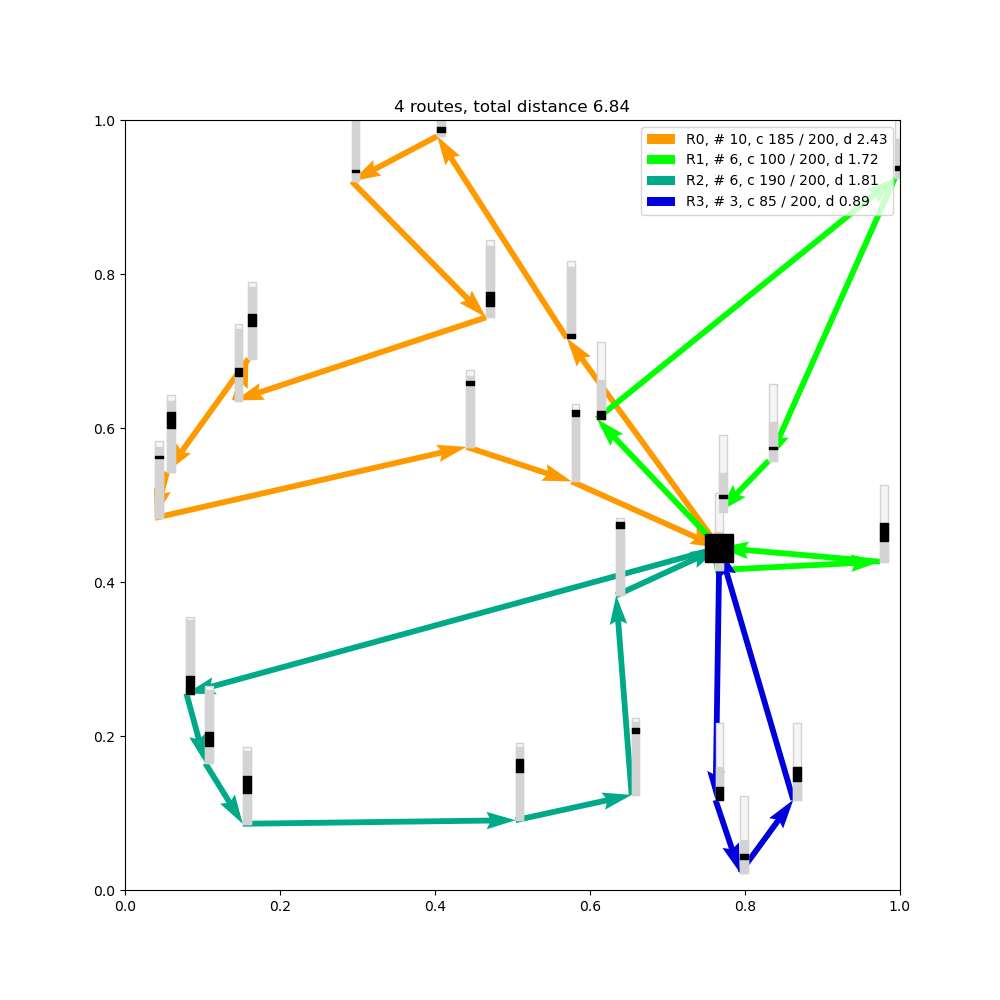 4 routes, total distance 6.84
R0, # 10, c 185 / 200, d 2.43
R1, # 6, c 100 / 200, d 1.72
R2, # 6, c 190 / 200, d 1.81
R3, # 3, c 85 / 200, d 0.89
1.0
0.8
0.6
0.4
0.2
0.0
0.0 0.2 0.4 0.6 0.8 1.0